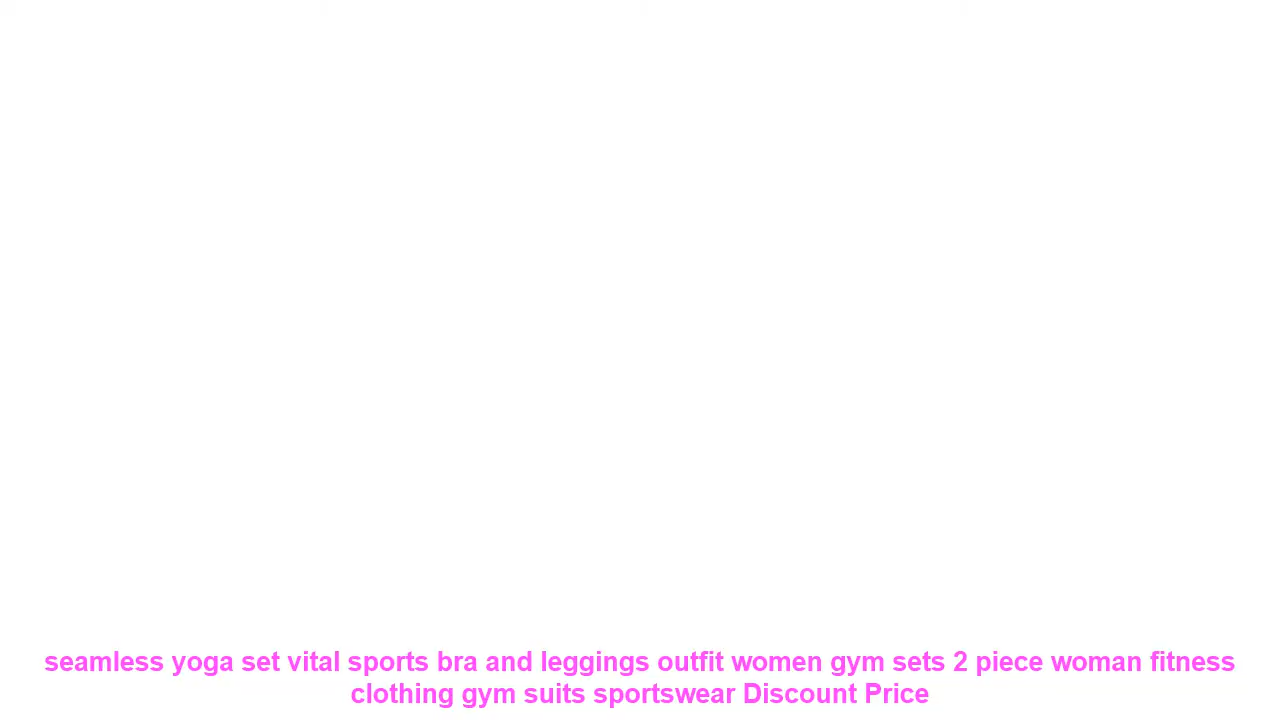 seamless yoga set vital sports bra and leggings outfit women gym sets 2 piece woman fitness
clothing gym suits sportswear Discount Price